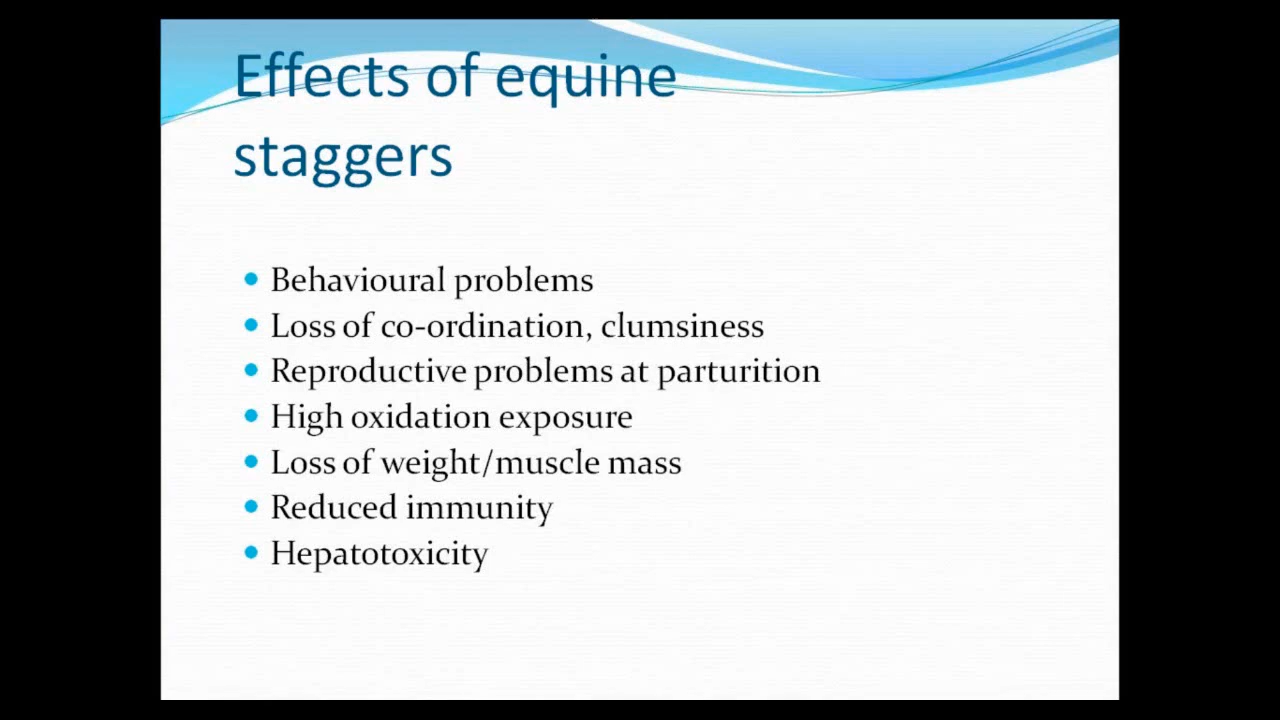 Effects of equine
staggers
• Behavioural problems
• Loss of co-ordination, clumsiness
• Reproductive problems at parturition
• High oxidation exposure
• Loss of weight/muscle mass
• Reduced immunity
• Hepatotoxicity